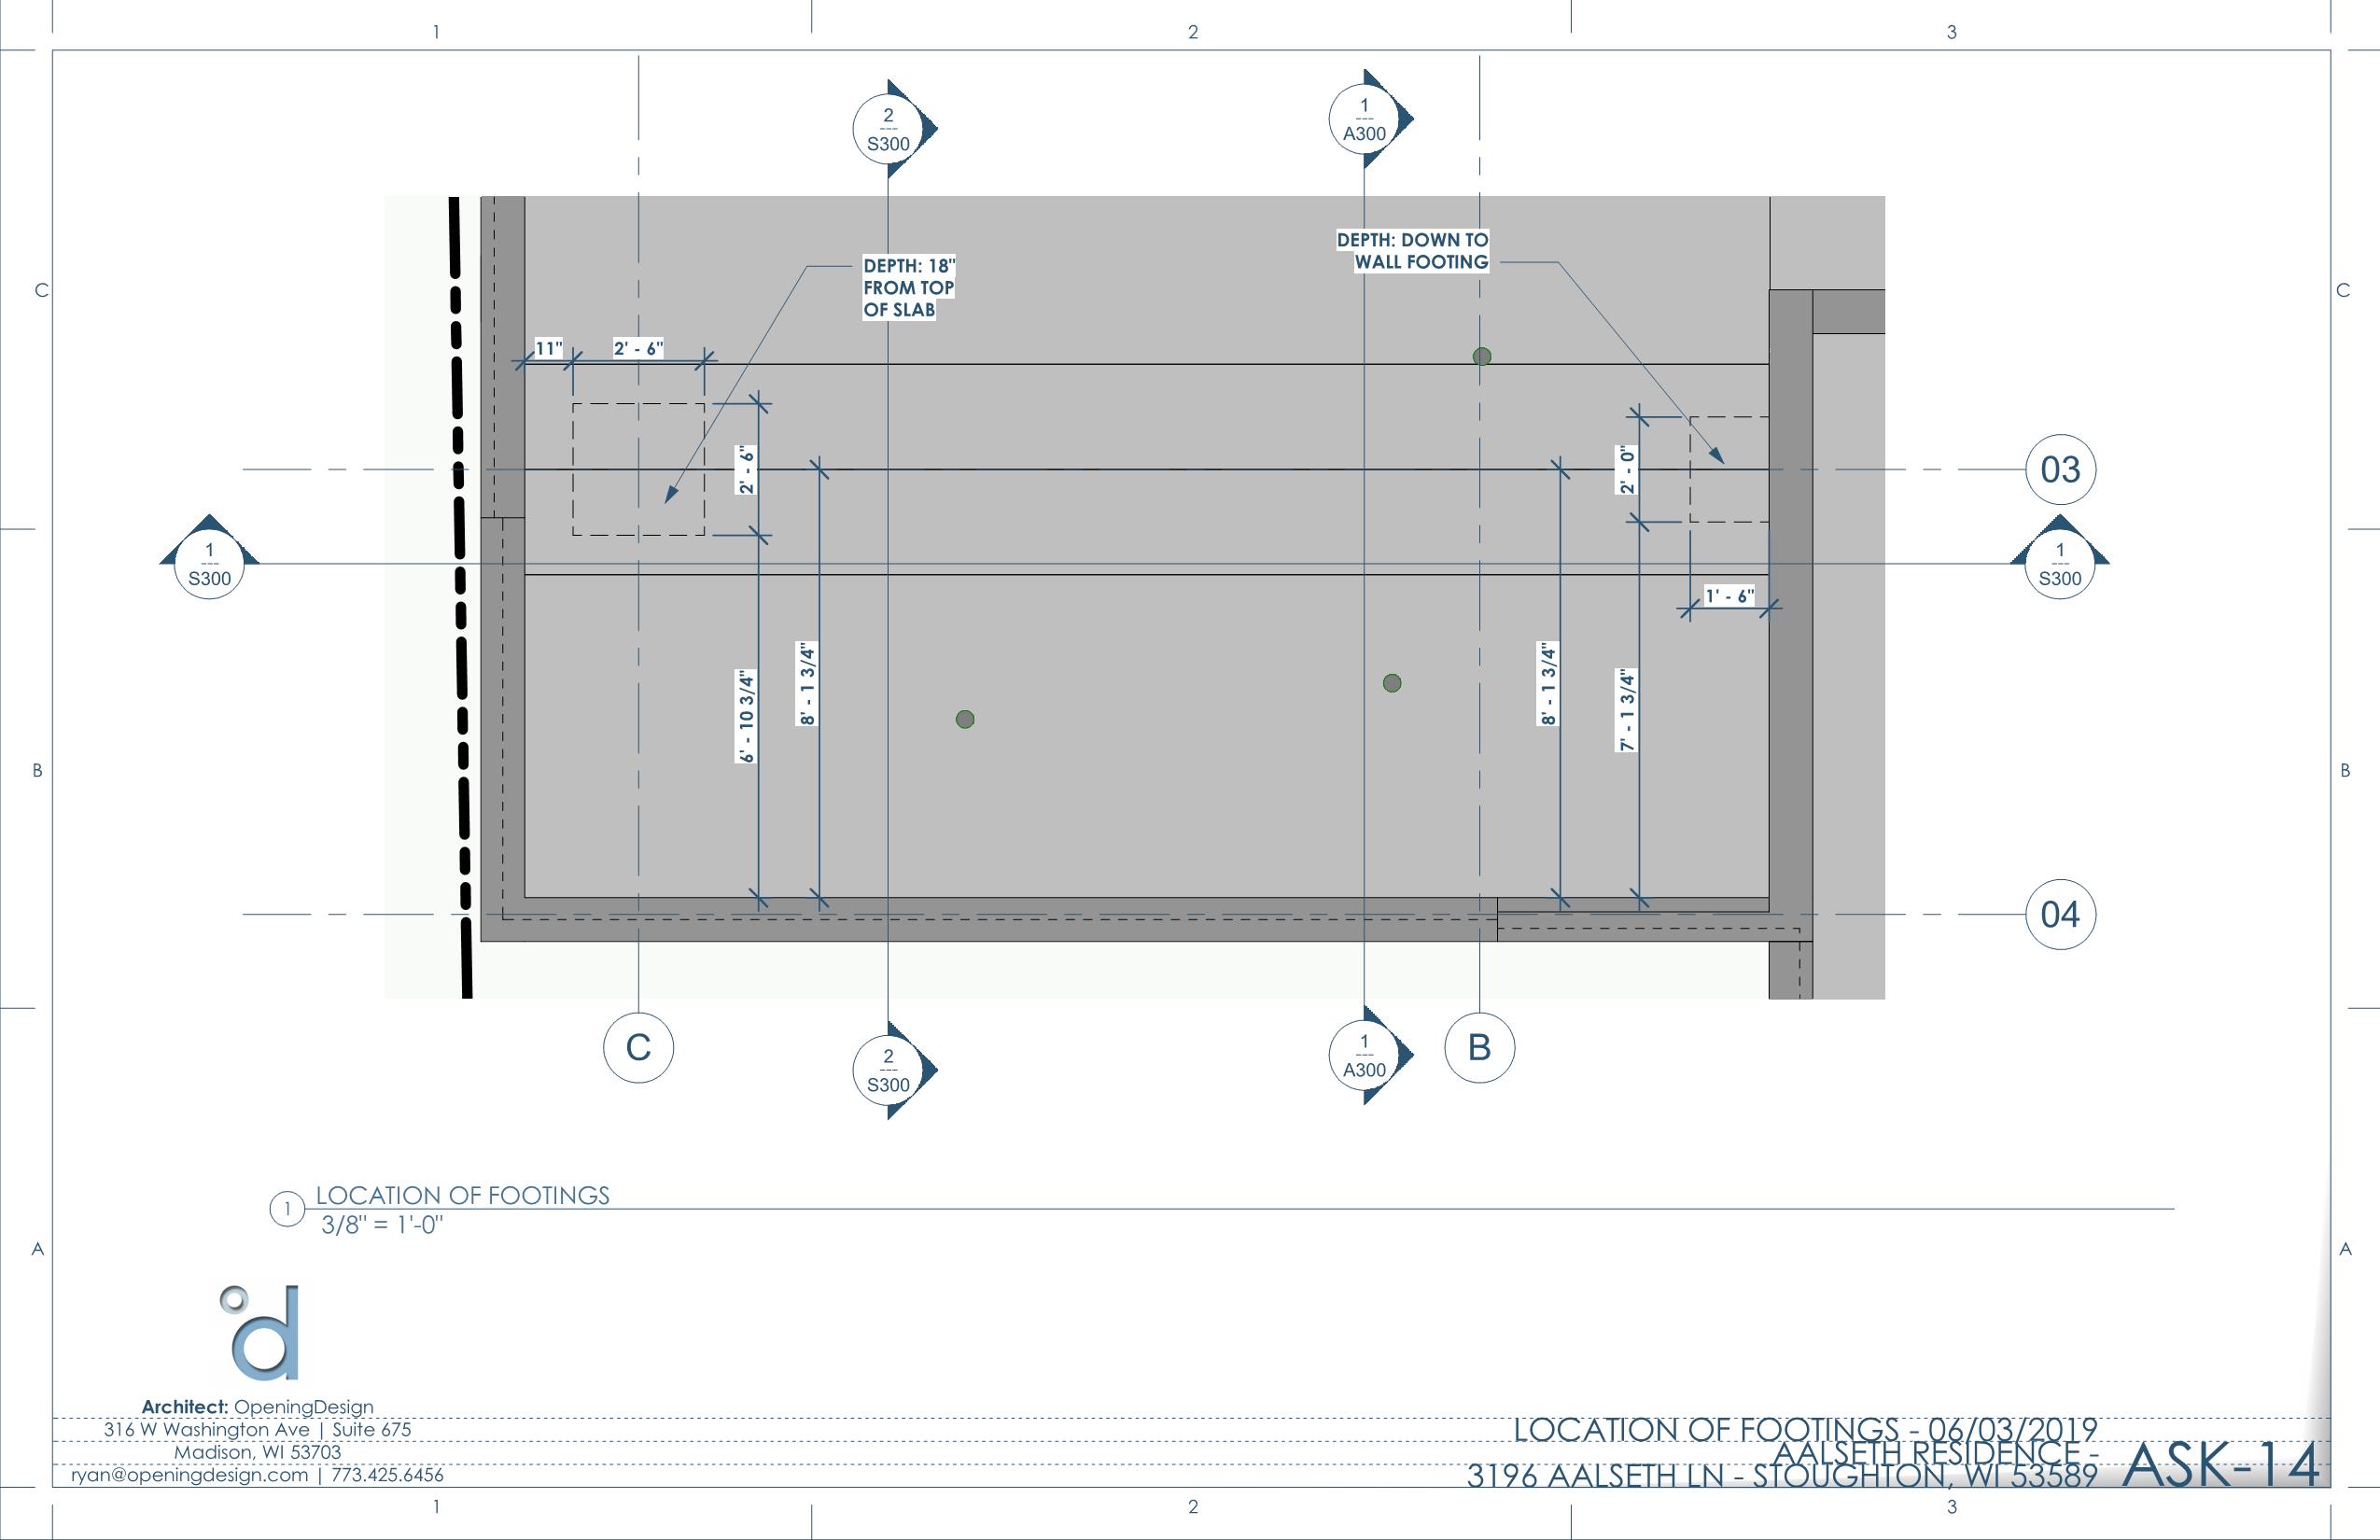 1
2
3
2
---
S300
1
---
A300
DEPTH: DOWN TO
WALL FOOTING
DEPTH: 18"
FROM TOP
OF SLAB
C
C
11"
2' - 6"
2' - 6"
2' - 0"
03
1
---
S300
1
---
S300
1' - 6"
6' - 10 3/4"
8' - 1 3/4"
8' - 1 3/4"
7' - 1 3/4"
B
B
04
C
2
---
S300
1
---
A300
B
1
LOCATION OF FOOTINGS
3/8" = 1'-0"
A
A
d
Architect: OpeningDesign
316 W Washington Ave | Suite 675
Madison, WI 53703
ryan@openingdesign.com | 773.425.6456
LOCATION OF FOOTINGS - 06/03/2019
AALSETH RESIDENCE -
3196 AALSETH LN - STOUGHTON, WI 53589
ASK-14
1
2
3